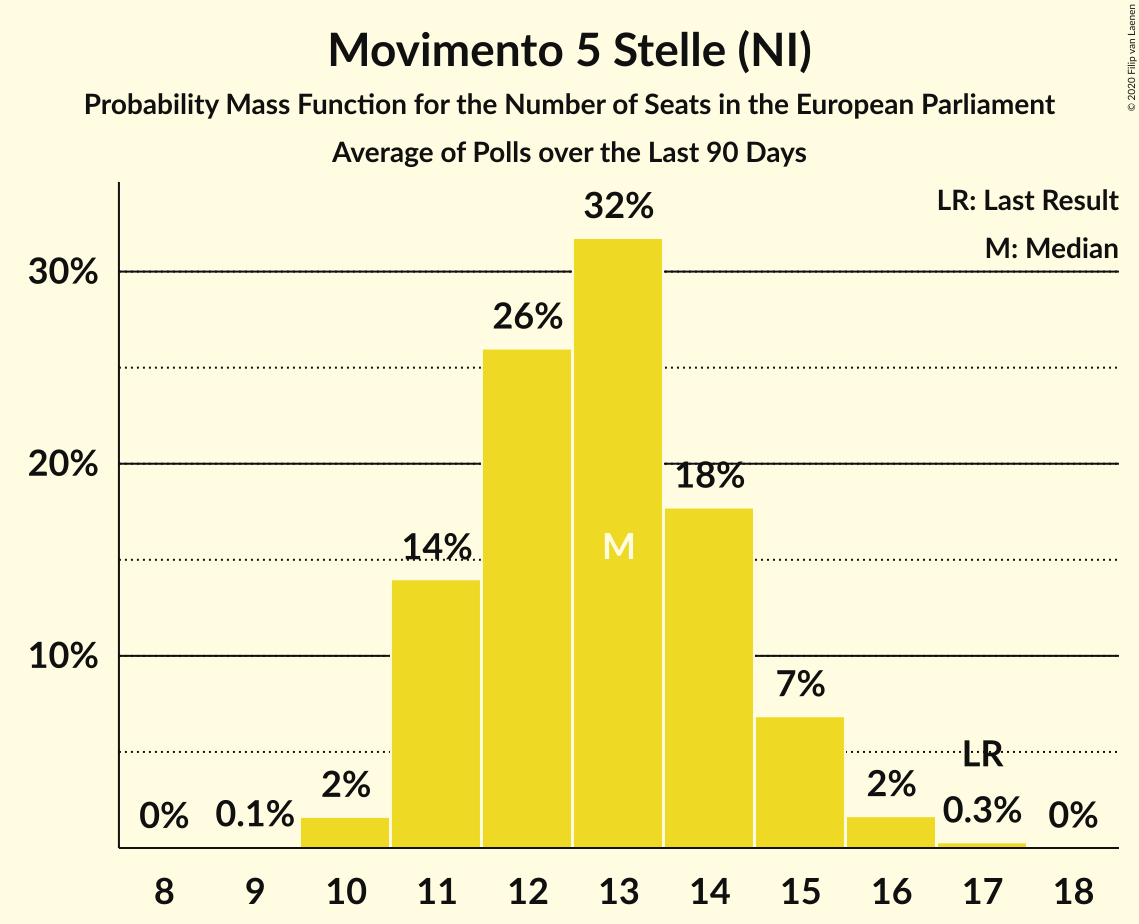 Movimento 5 Stelle (NI)
Probability Mass Function for the Number of Seats in the European Parliament
Average of Polls over the Last 90 Days
© 2020 Filip van Laenen
LR: Last Result
M: Median
30%
20%
10%
0%
0.1%
2%
14%
26%
32%
M
18%
7%
2%
LR
0.3%
0%
8 9 10 11 12 13 14 15 16 17 18